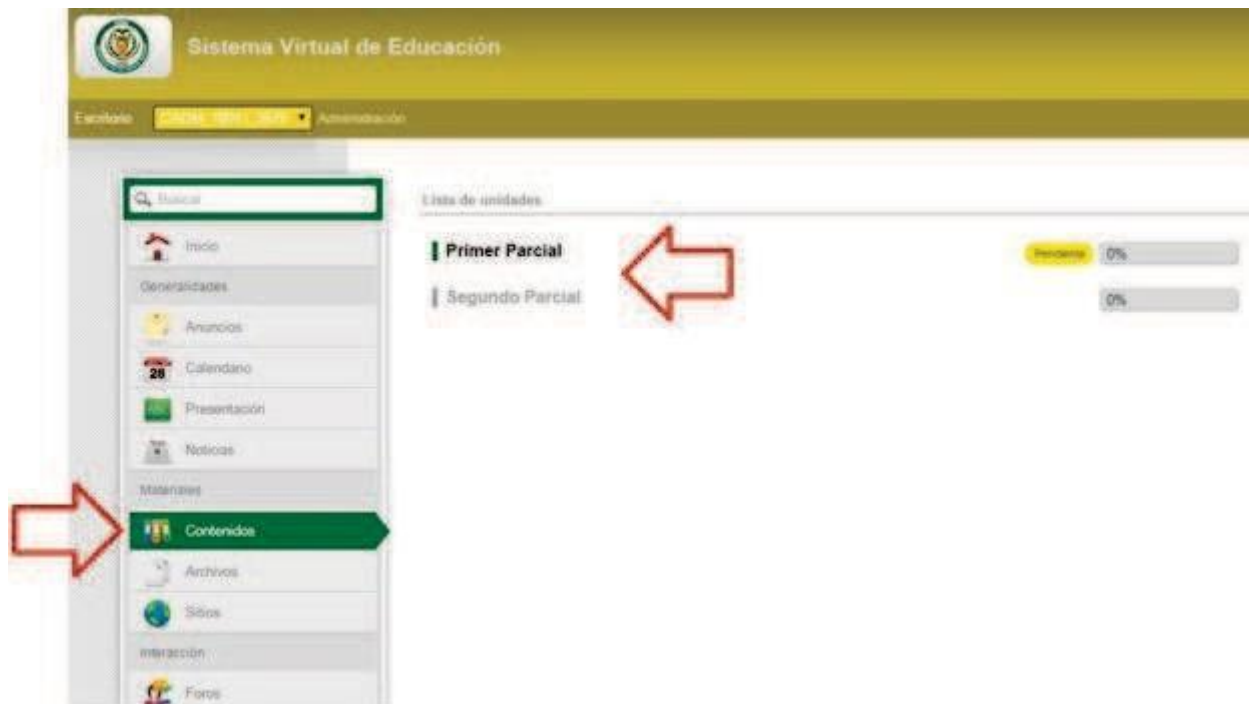 Sistema Virtual de Educación
Escritorio
Administración
Buscar
Lista de unidades
Inicio
Primer Parcial
Pendiente
0%
Generalidades
Segundo Parcial
0%
Anuncios
28
Calendario
Presentación
Noticias
Materiales
Contenidos
Archivos
Sitios
Interacción
Foros